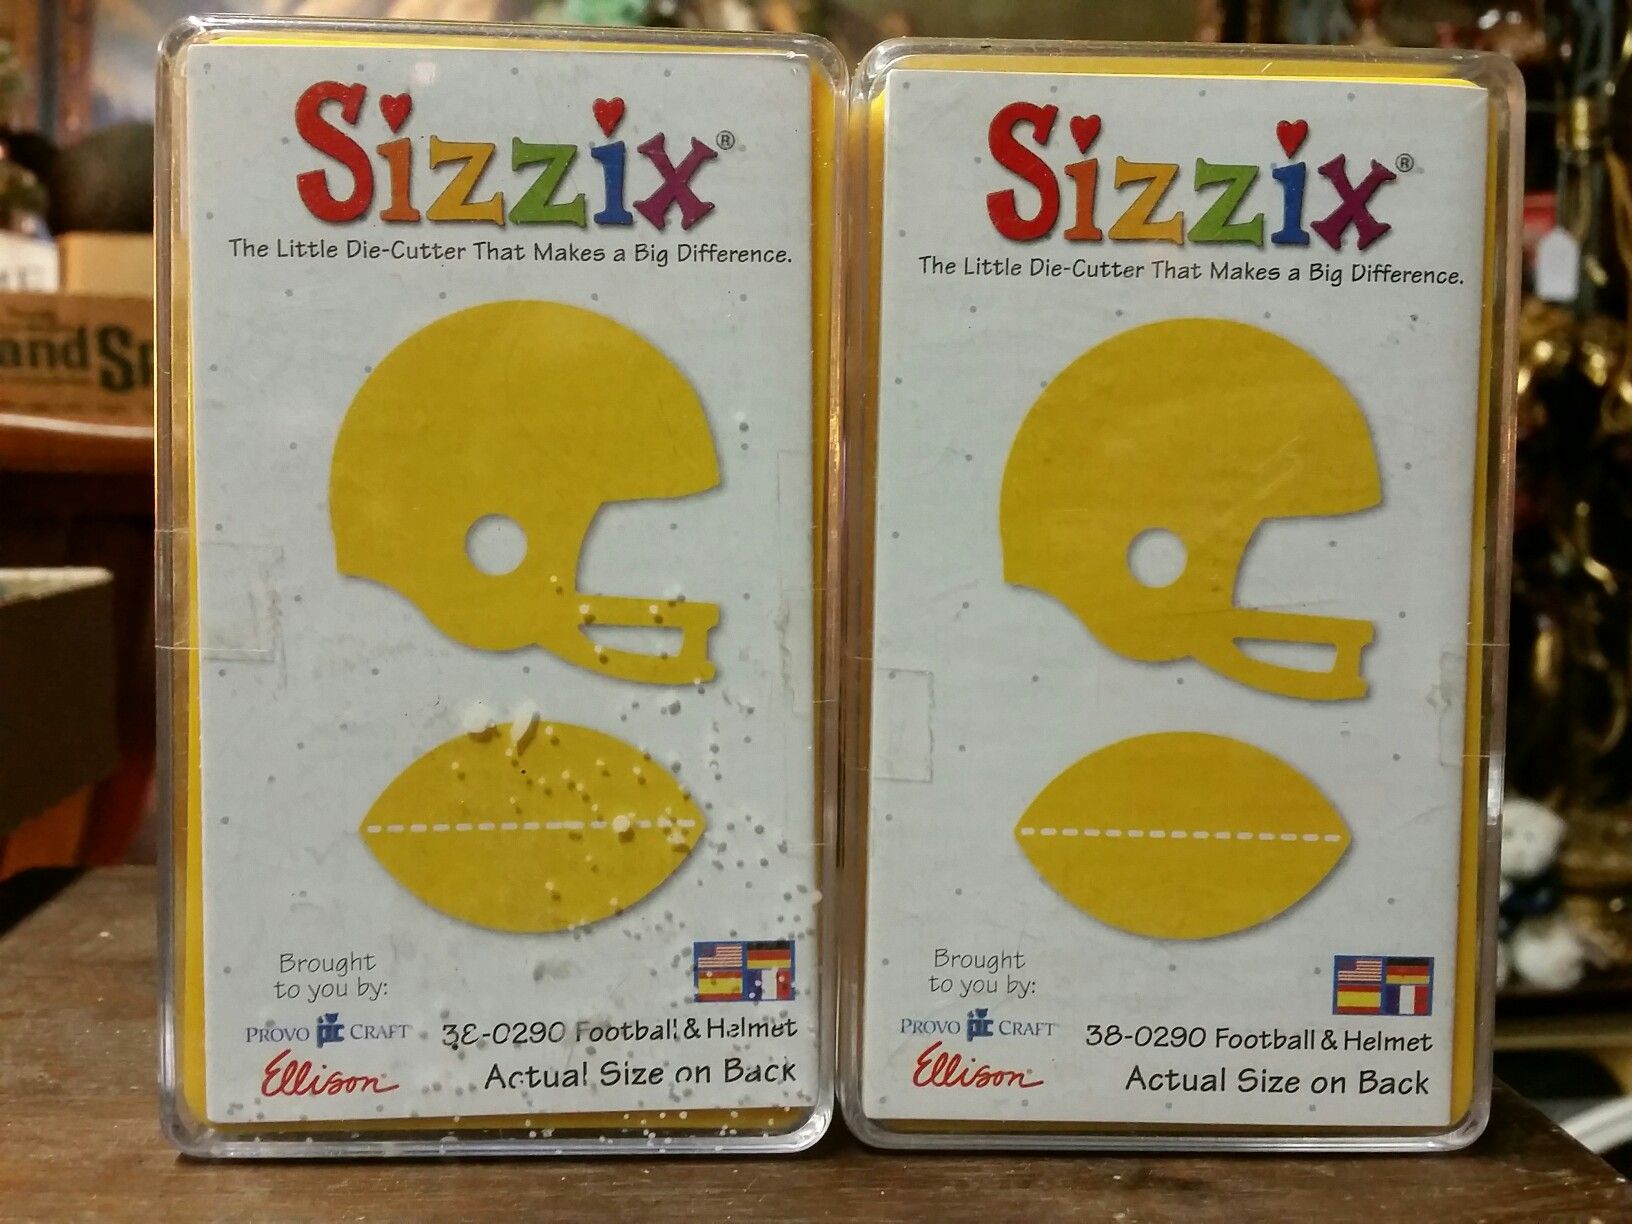 Sizzix®
The Little Die-Cutter That Makes a Big Difference.
Brought
to you by:
PROVO pc CRAFT
Ellison
38-0290 Football & Helmet
Actual Size on Back
Sizzix®
The Little Die-Cutter That Makes a Big Difference.
Brought
to you by:
PROVO pc CRAFT
Ellison
38-0290 Football & Helmet
Actual Size on Back
and